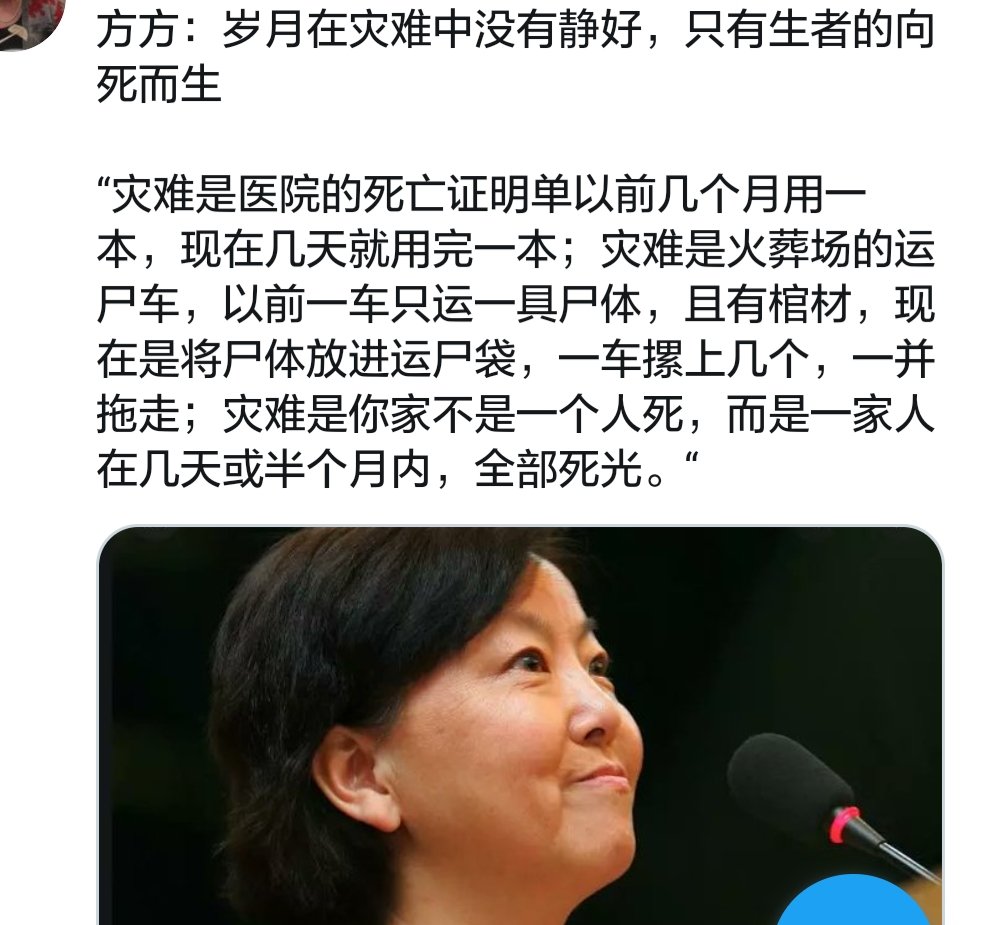 方方：岁月在灾难中没有静好，只有生者的向
死而生
“灾难是医院的死亡证明单以前几个月用一
本，现在几天就用完一本；灾难是火葬场的运
尸车，以前一车只运一具尸体，且有棺材，现
在是将尸体放进运尸袋，一车摞上几个，一并
拖走；灾难是你家不是一个人死，而是一家人
在几天或半个月内，全部死光。“